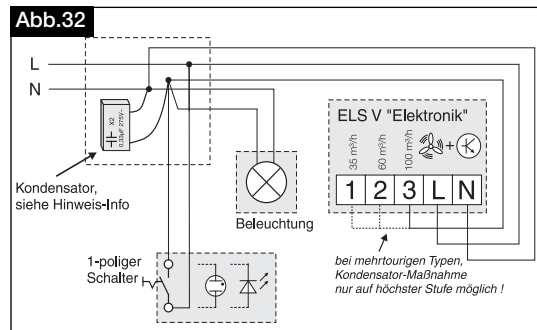 Abb.32
L
N
X2
0,33µF 275V~
Kondensator,
siehe Hinweis-Info
Beleuchtung
1-poliger
Schalter
ELS V "Elektronik"
35 m³/h
60 m³/h
100 m³/h
+
1 2 3 L N
bei mehrtourigen Typen,
Kondensator-Maßnahme
nur auf höchster Stufe möglich !